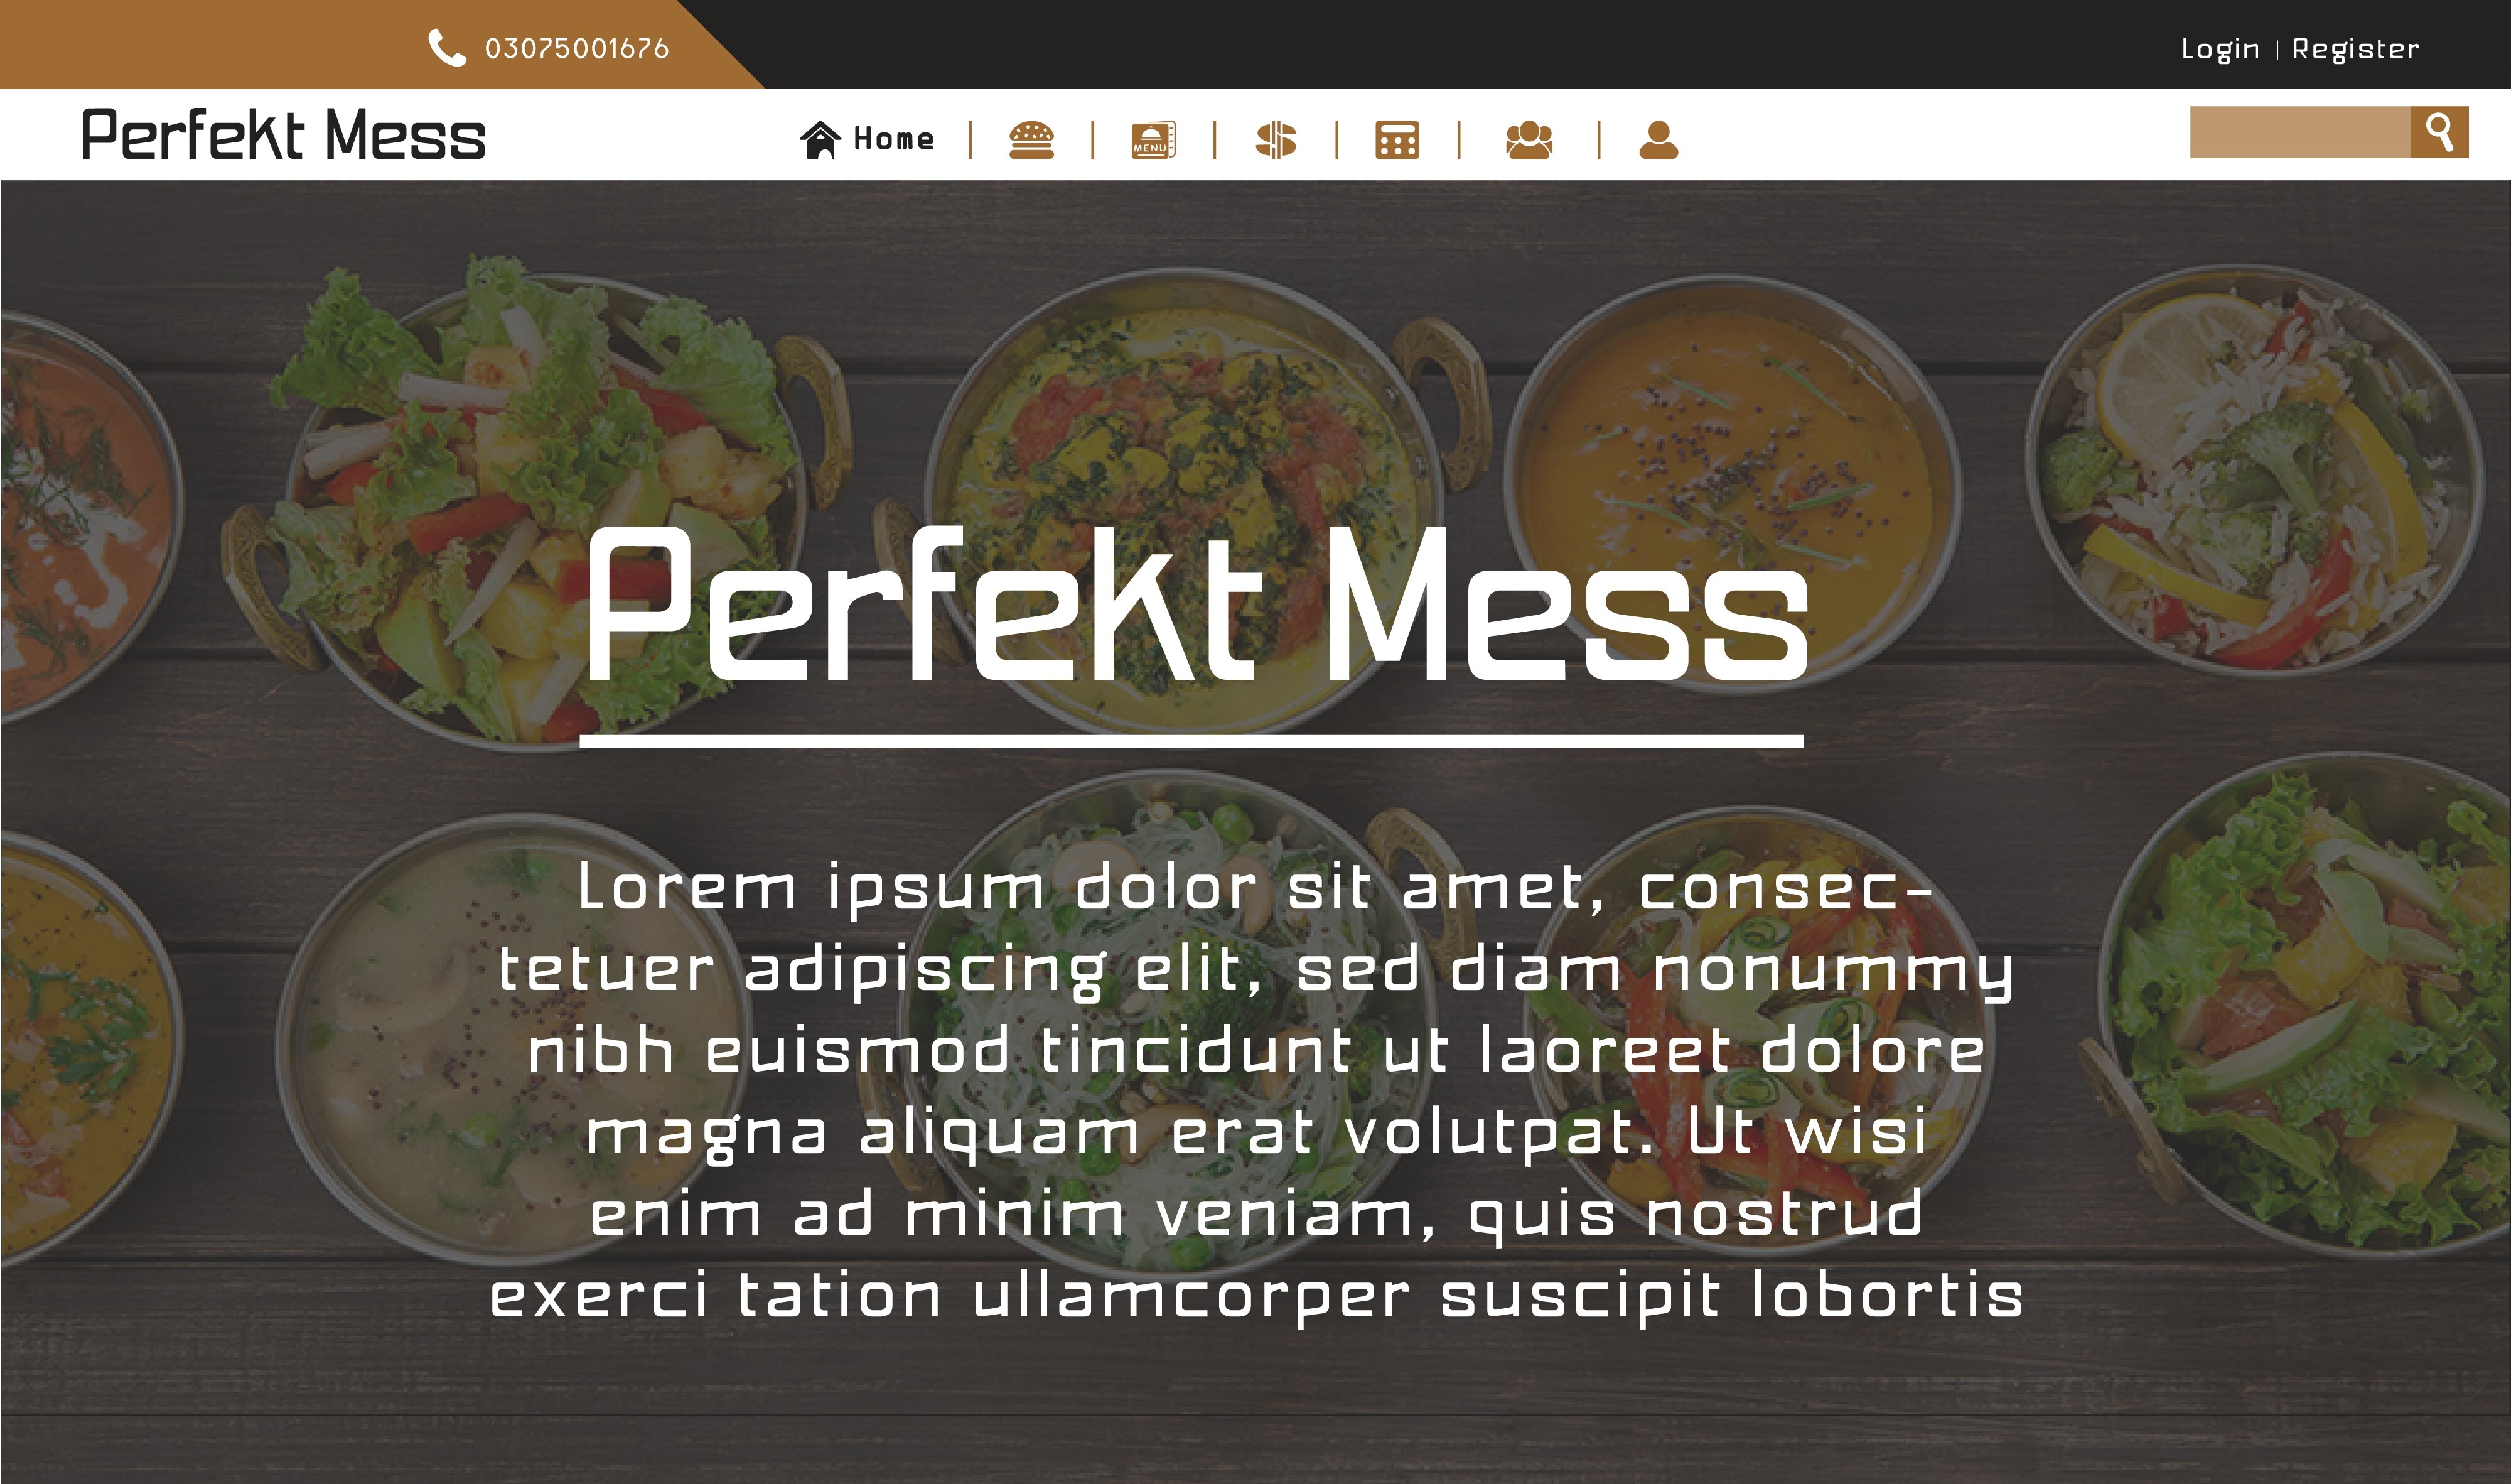 03075001676
Login | Register
Perfekt Mess
Home
MENU
Perfekt Mess
Lorem ipsum dolor sit amet, consec-
tetuer adipiscing elit, sed diam nonummy
nibh euismod tincidunt ut laoreet dolore
magna aliquam erat volutpat. Ut wisi
enim ad minim veniam, quis nostrud
exerci tation ullamcorper suscipit lobortis